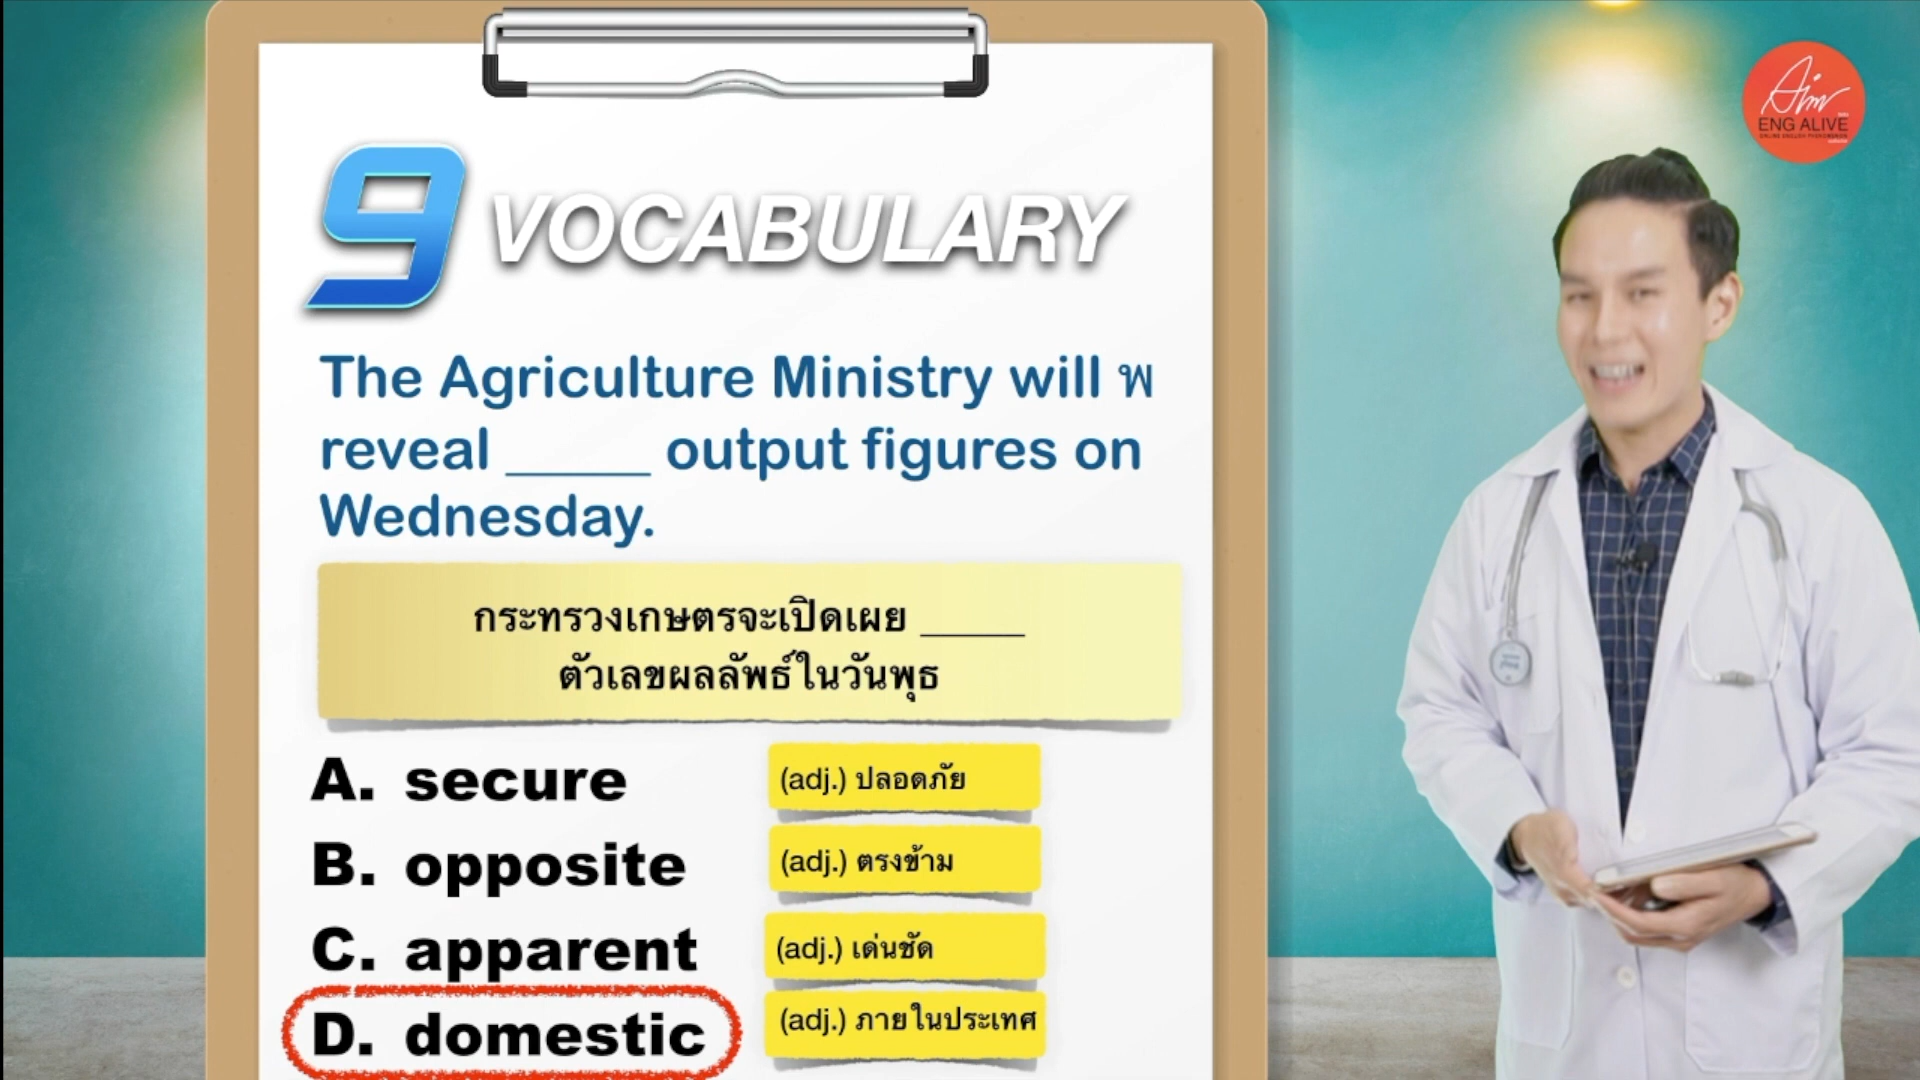 Aim
ENG ALIVE
9 VOCABULARY
The Agriculture Ministry will พ
reveal _____ output figures on
Wednesday.
กระทรวงเกษตรจะเปิดเผย _____
ตัวเลขผลลัพธ์ในวันพุธ
A. secure (adj.) ปลอดภัย
B. opposite (adj.) ตรงข้าม
C. apparent (adj.) เด่นชัด
D. domestic (adj.) ภายในประเทศ